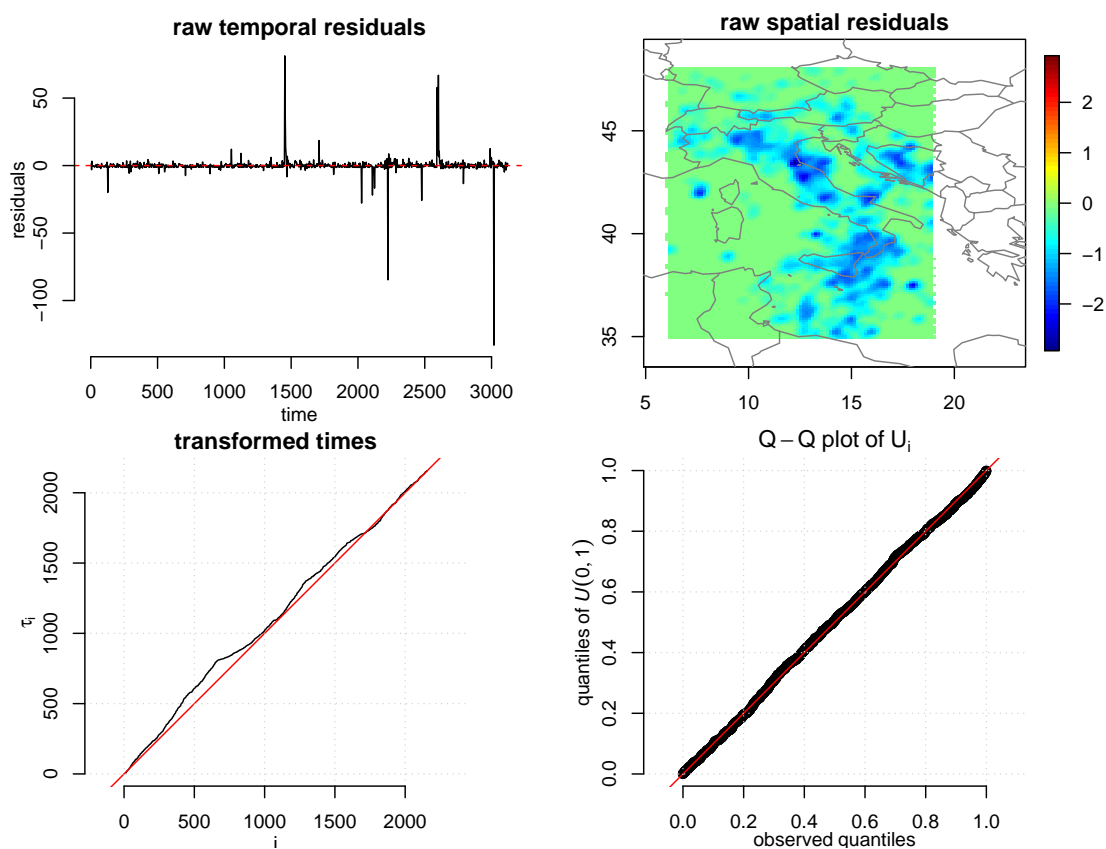 raw temporal residuals
residuals
50
0
−50
−100
0 500 1000 1500 2000 2500 3000
time
raw spatial residuals
45
40
35
5 10 15 20
2
1
0
−1
−2
transformed times
τi
2000
1500
1000
500
0
0 500 1000 1500 2000
i
Q − Q plot of Ui
quantiles of U(0, 1)
1.0
0.8
0.6
0.4
0.2
0.0
0.0 0.2 0.4 0.6 0.8 1.0
observed quantiles